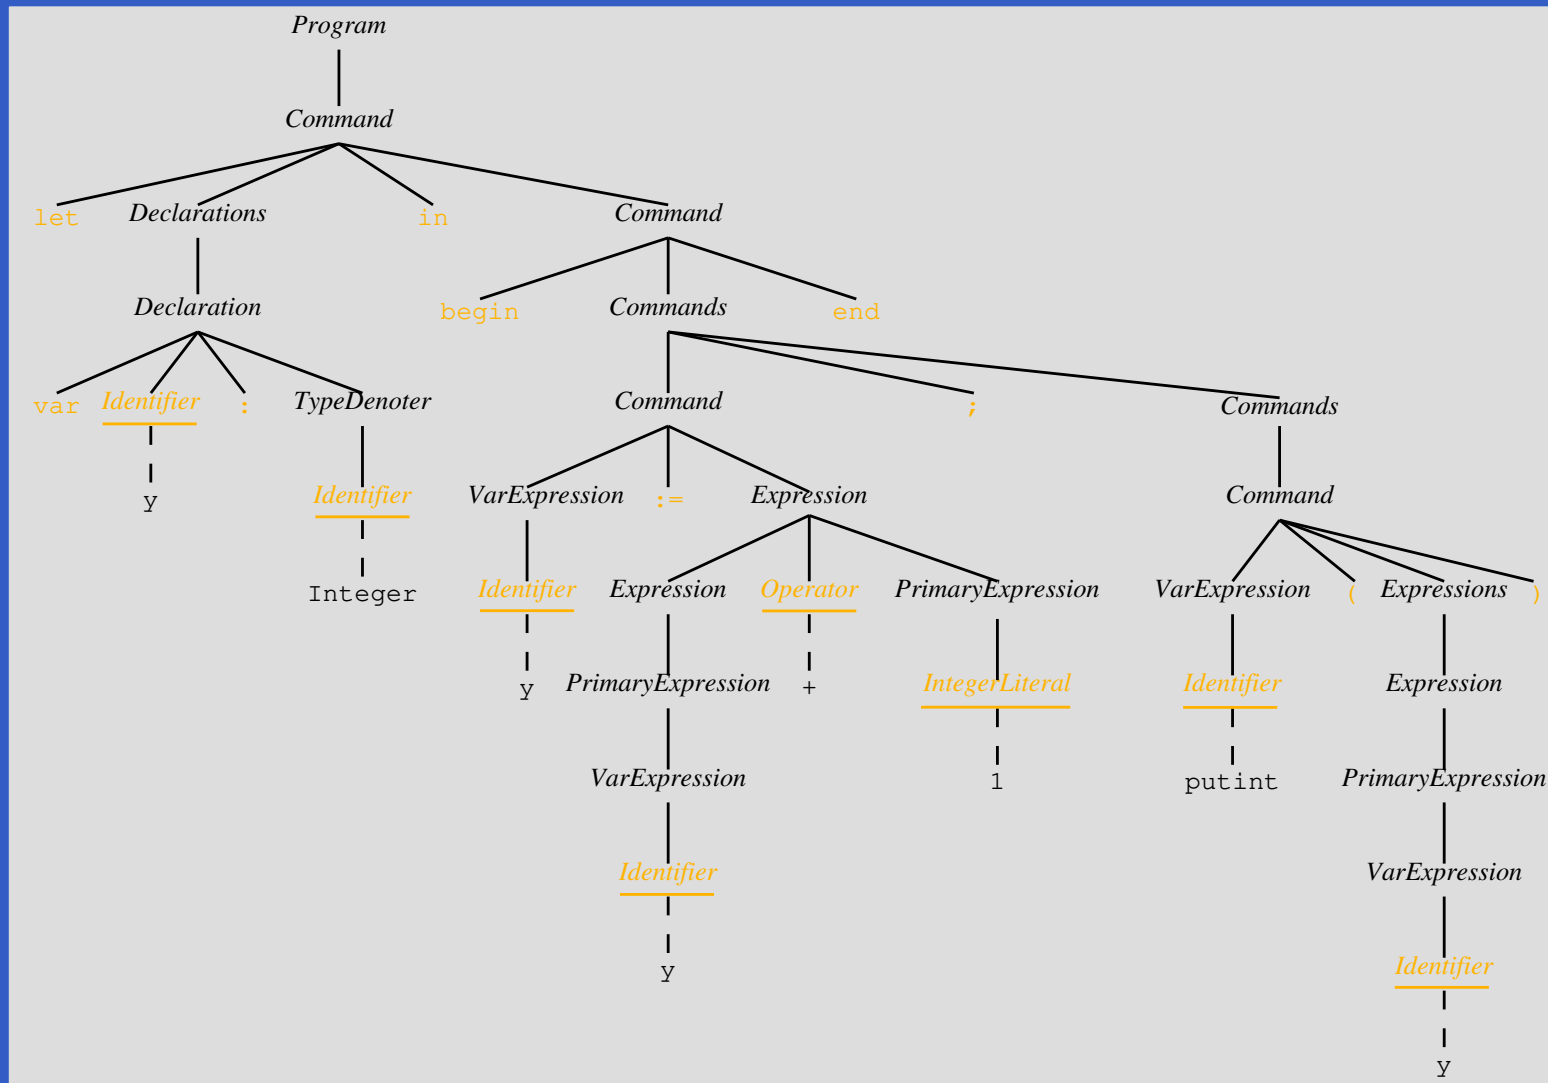 Program
Command
let Declarations in Command
Declaration begin Commands end
var Identifier : TypeDenoter Command ; Commands
y Identifier VarExpression := Expression Command
Integer Identifier Expression Operator PrimaryExpression VarExpression ( Expressions )
y PrimaryExpression + IntegerLiteral Identifier Expression
VarExpression 1 putint PrimaryExpression
Identifier VarExpression
y Identifier
y